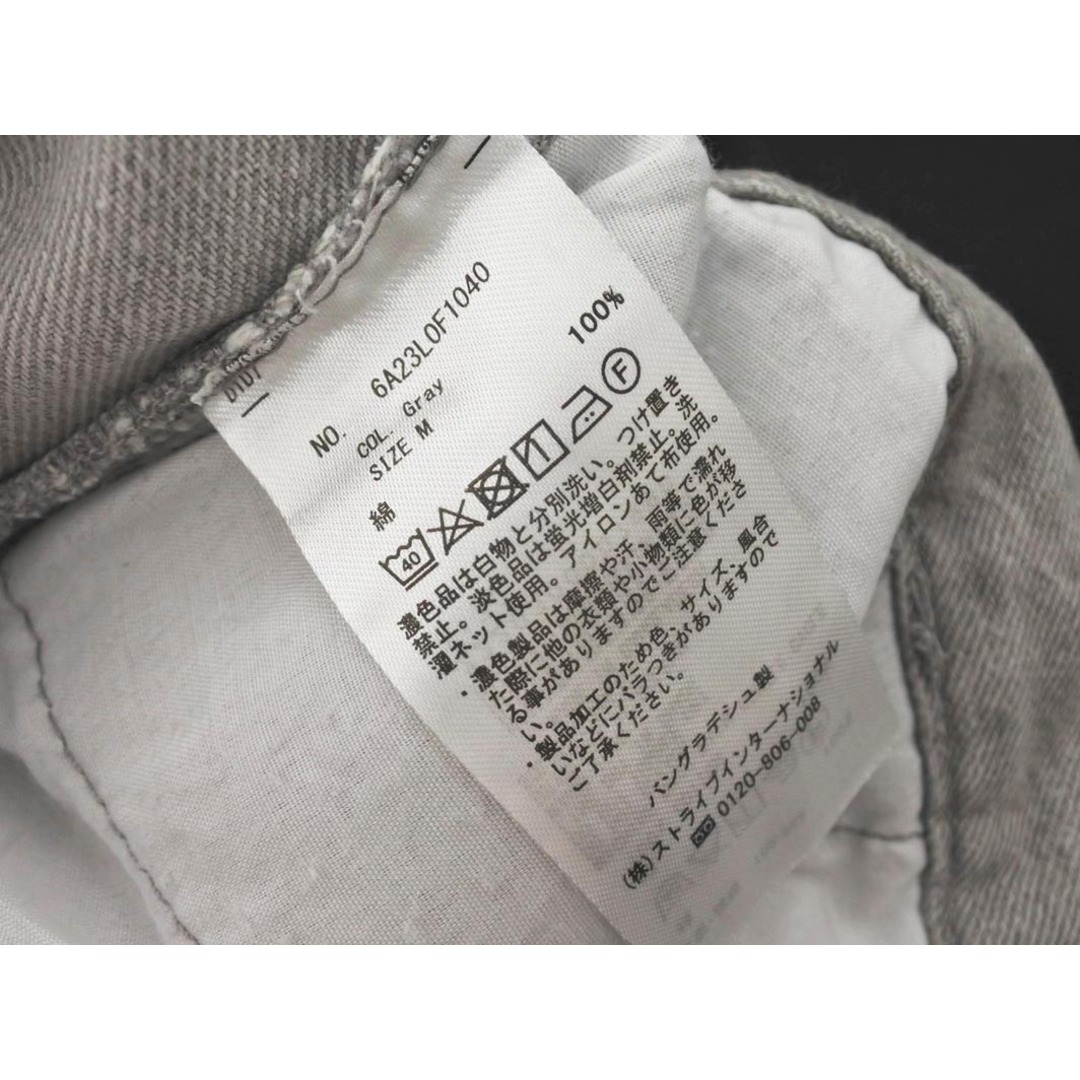 NO. 6A23L0F1040
COL. Gray
SIZE M
綿 100%
40 F
濃色品は白物と分別洗い。つけ置き
禁止。淡色品は蛍光増白剤禁止。洗
濯ネット使用。アイロンあて布使用。
・濃色製品は摩擦や汗、雨等で濡れ
た際に他の衣類や小物類に色が移
る事がありますのでご注意くださ
い。
・製品加工のため色、サイズ、風合
いなどにバラつきがありますので
ご了承ください。
バングラデシュ製
(株)ストライプインターナショナル
0120-806-008